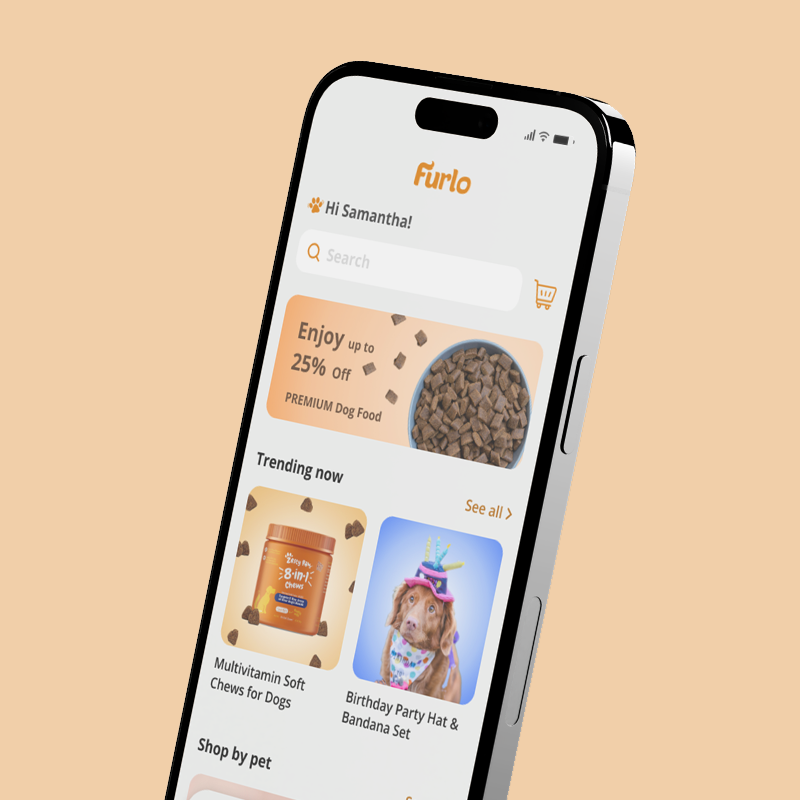 Furlo
Hi Samantha!
Search
Enjoy up to
25% Off
PREMIUM Dog Food
Trending now
See all >
Zesty Paws
8-in-1
Chews
Multivitamin Soft
Chews for Dogs
Birthday Party Hat &
Bandana Set
Shop by pet